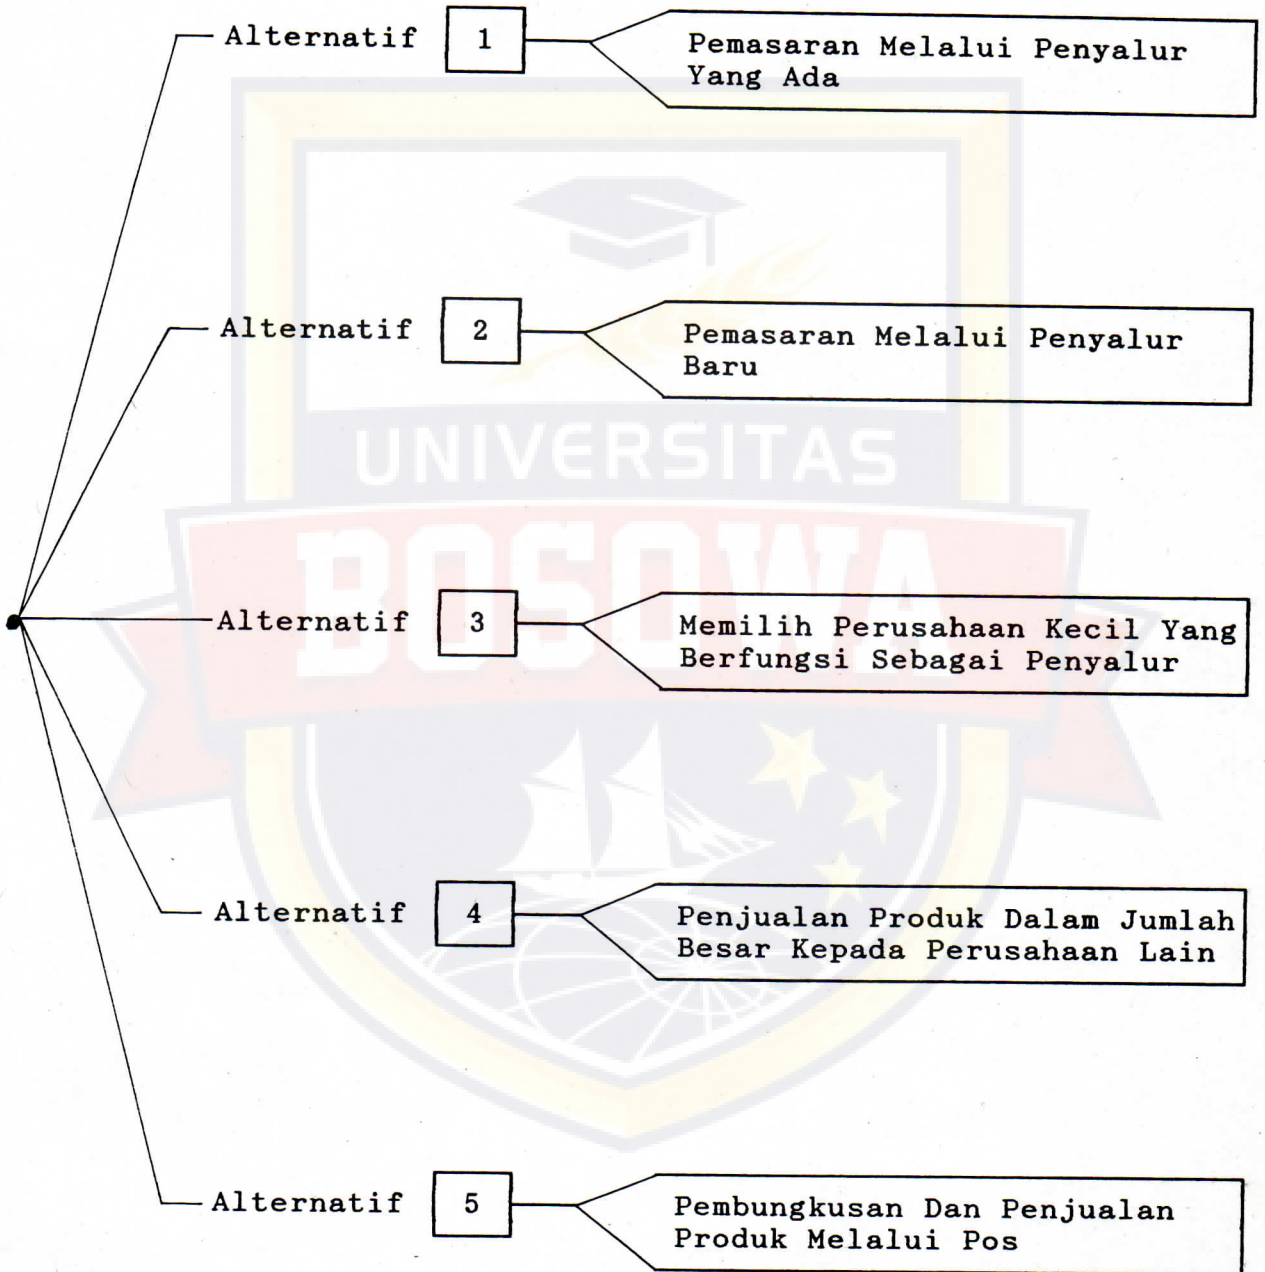 Alternatif 1
Pemasaran Melalui Penyalur
Yang Ada
Alternatif 2
Pemasaran Melalui Penyalur
Baru
UNIVERSITAS
BOSOWA
Alternatif 3
Memilih Perusahaan Kecil Yang
Berfungsi Sebagai Penyalur
Alternatif 4
Penjualan Produk Dalam Jumlah
Besar Kepada Perusahaan Lain
Alternatif 5
Pembungkusan Dan Penjualan
Produk Melalui Pos